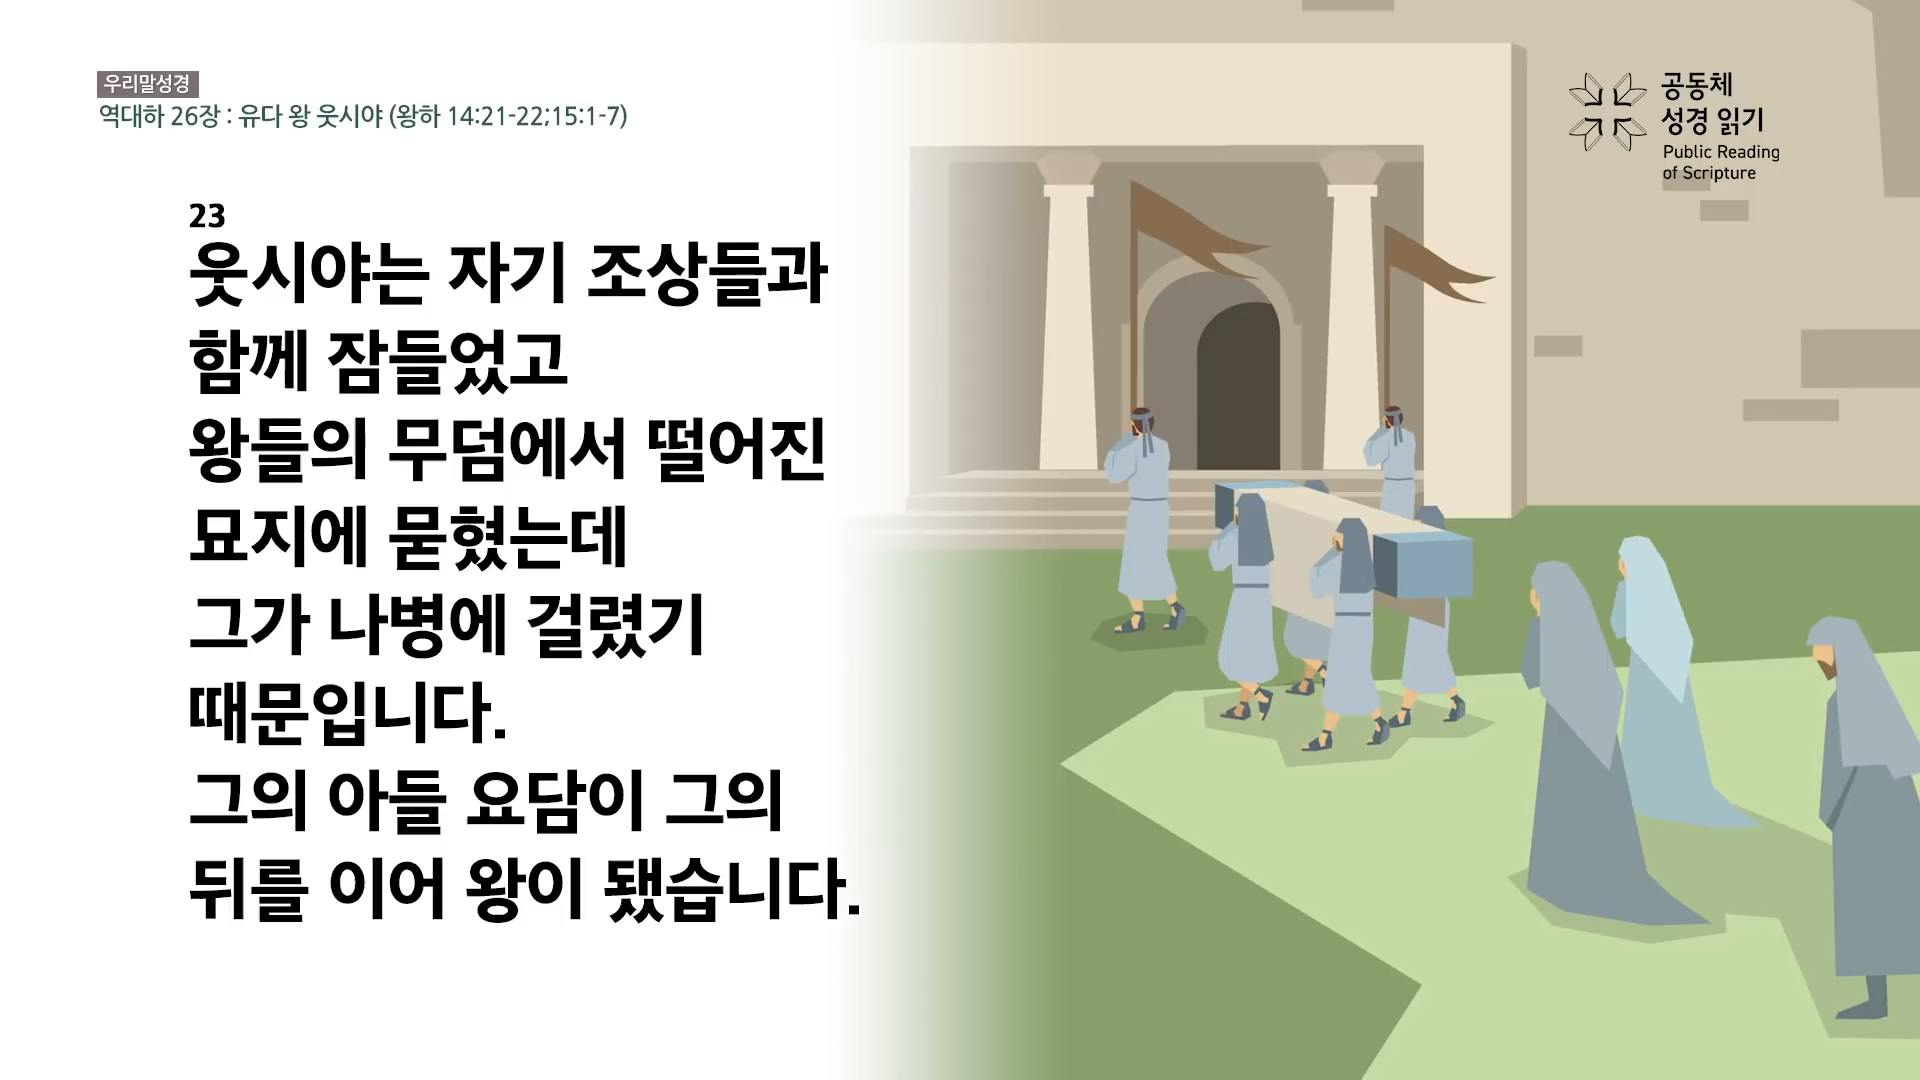 우리말성경
역대하 26장 : 유다 왕 웃시야 (왕하 14:21-22;15:1-7)
공동체
성경 읽기
Public Reading
of Scripture
23
웃시야는 자기 조상들과
함께 잠들었고
왕들의 무덤에서 떨어진
묘지에 묻혔는데
그가 나병에 걸렸기
때문입니다.
그의 아들 요담이 그의
뒤를 이어 왕이 됐습니다.